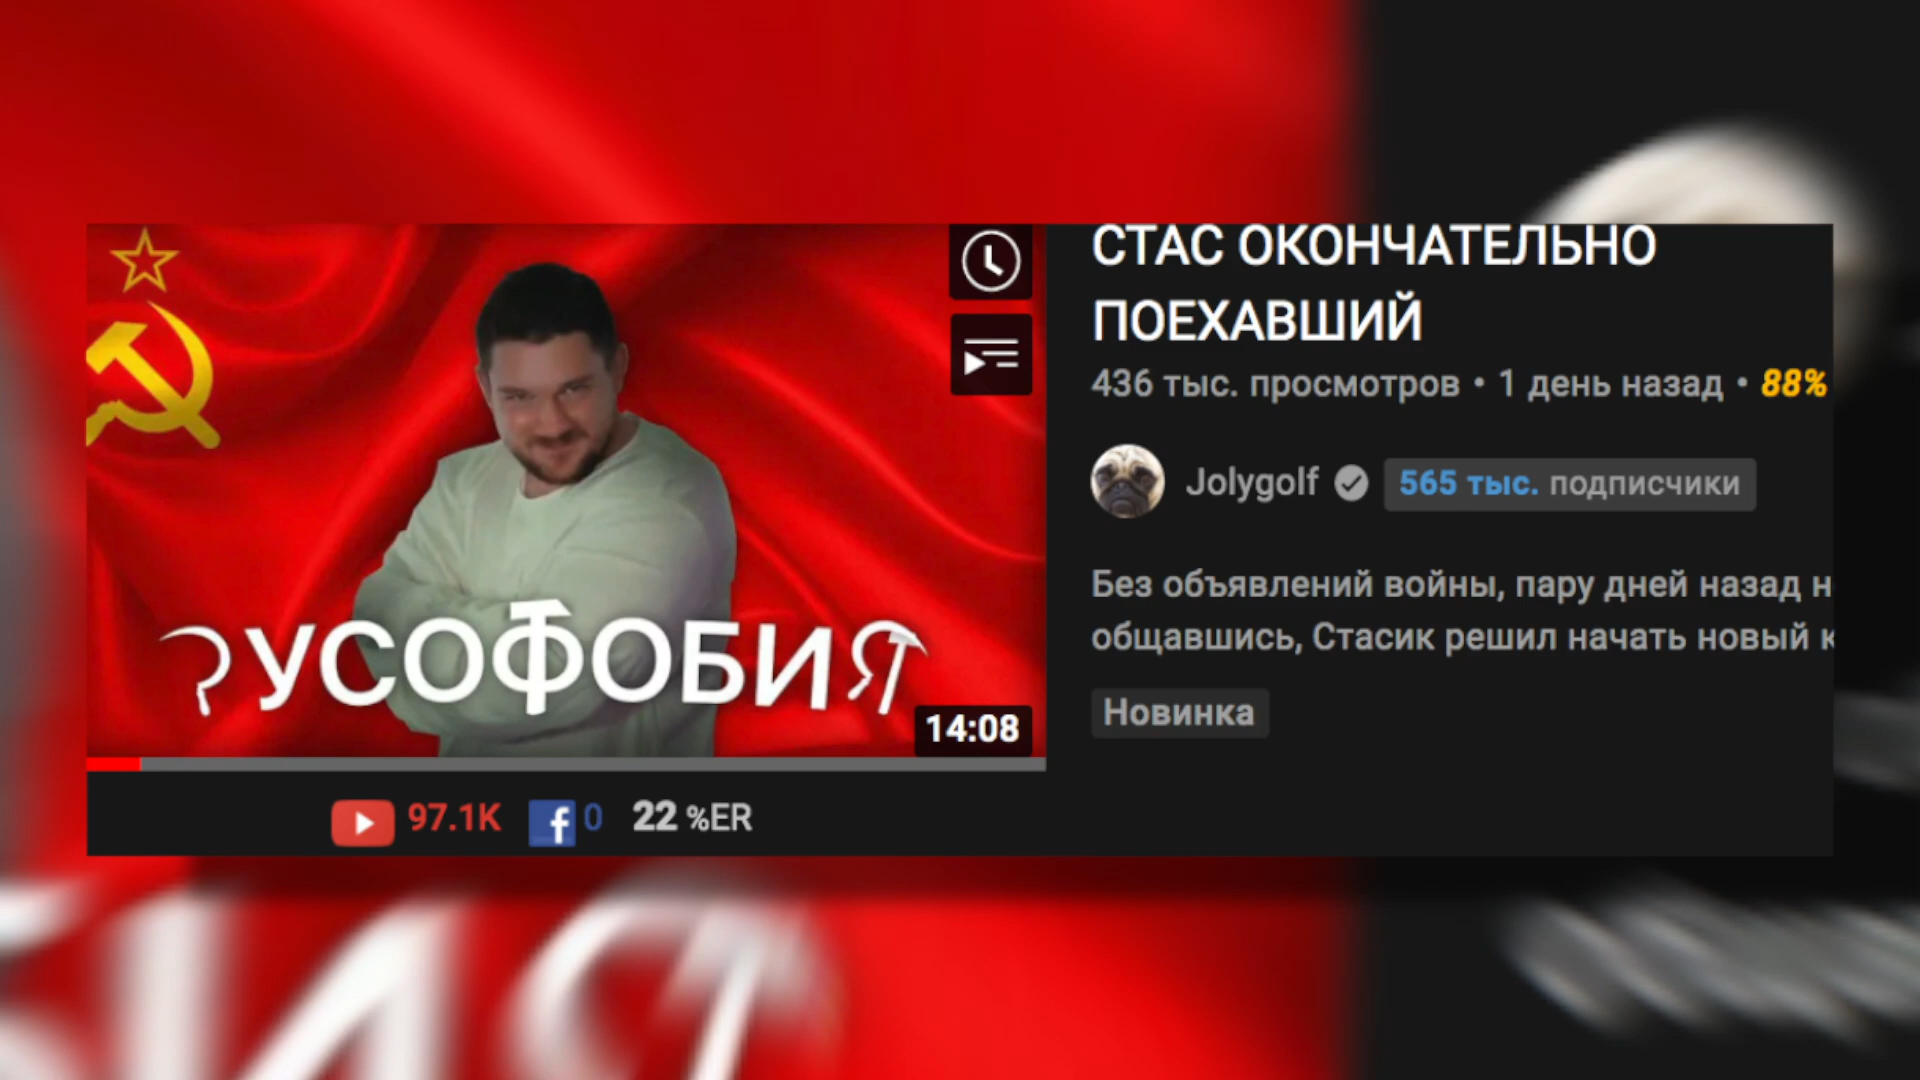 СТАС ОКОНЧАТЕЛЬНО
ПОЕХАВШИЙ
436 тыс. просмотров • 1 день назад • 88%
Jolygolf 565 тыс. подписчики
Без объявлений войны, пару дней назад н
общавшись, Стасик решил начать новый к
Новинка
РУСОФОБИЯ
14:08
97.1K 0 22 %ER